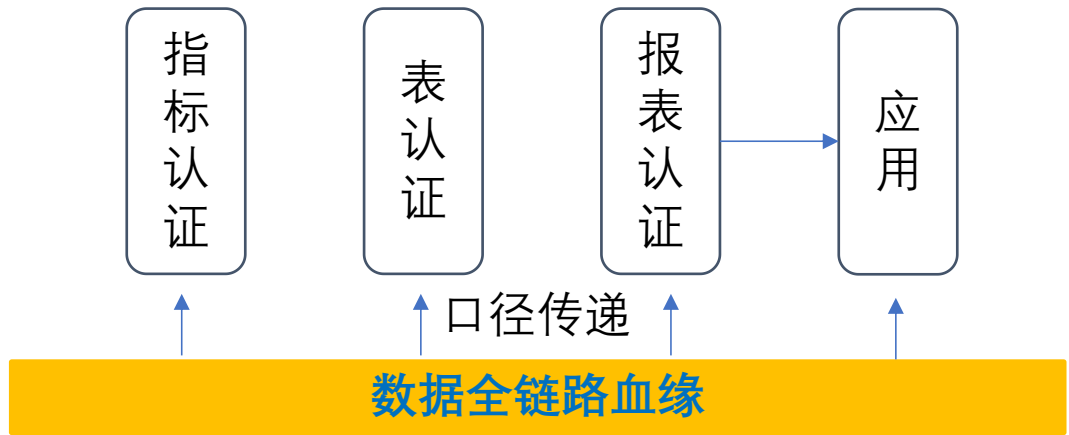 指标认证
表认证
报表认证
应用
口径传递
数据全链路血缘